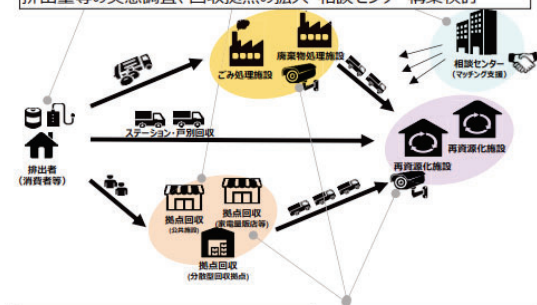 排出量等の実態調査、回収拠点の拡大、相談センター構築検討
ごみ処理施設
廃棄物処理施設
相談センター
(マッチング支援)
ステーション・戸別回収
排出者
(消費者等)
再資源化施設
再資源化施設
拠点回収
(公共施設)
拠点回収
(家電量販店等)
拠点回収
(分散型回収拠点)